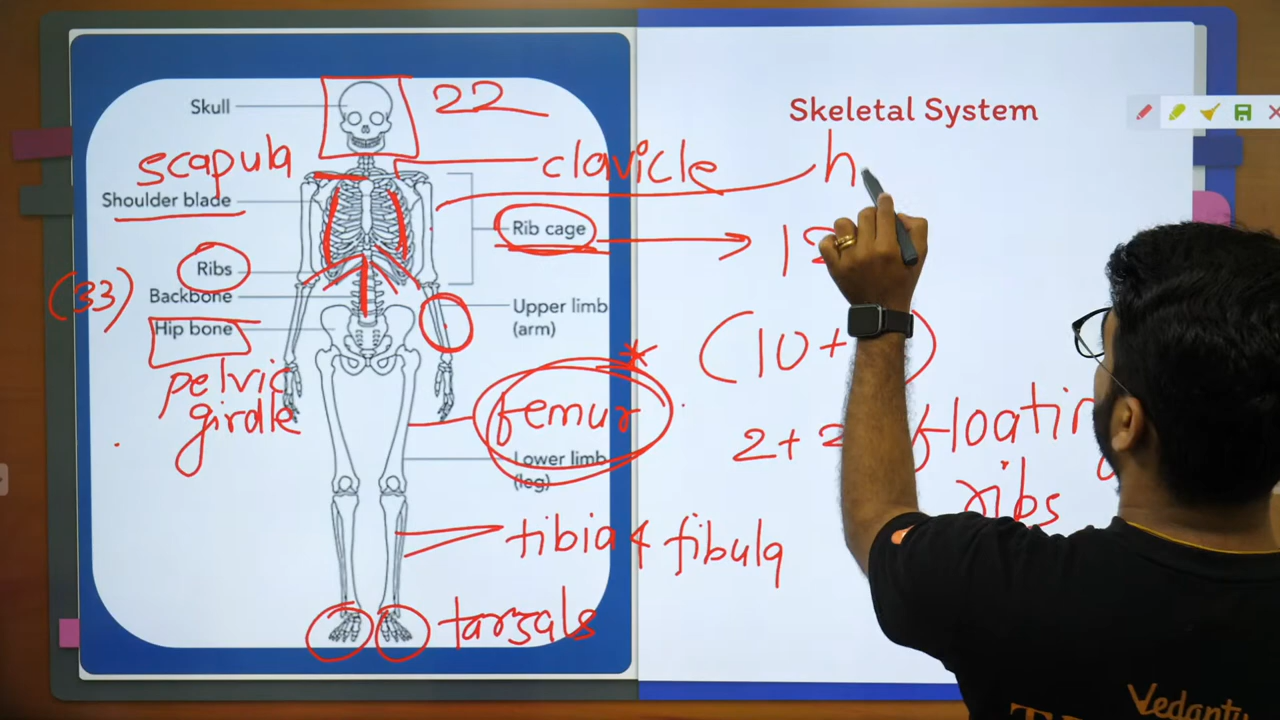 Skeletal System
Skull
22
scapula
clavicle
h
Shoulder blade
Rib cage
Ribs
(33)
Backbone
Hip bone
Upper limb
(arm)
(10+
)
pelvic
girdle
femur
*
2+2
floatin
ribs
Lower limb
(leg)
tibia & fibula
tarzals
Vedantu